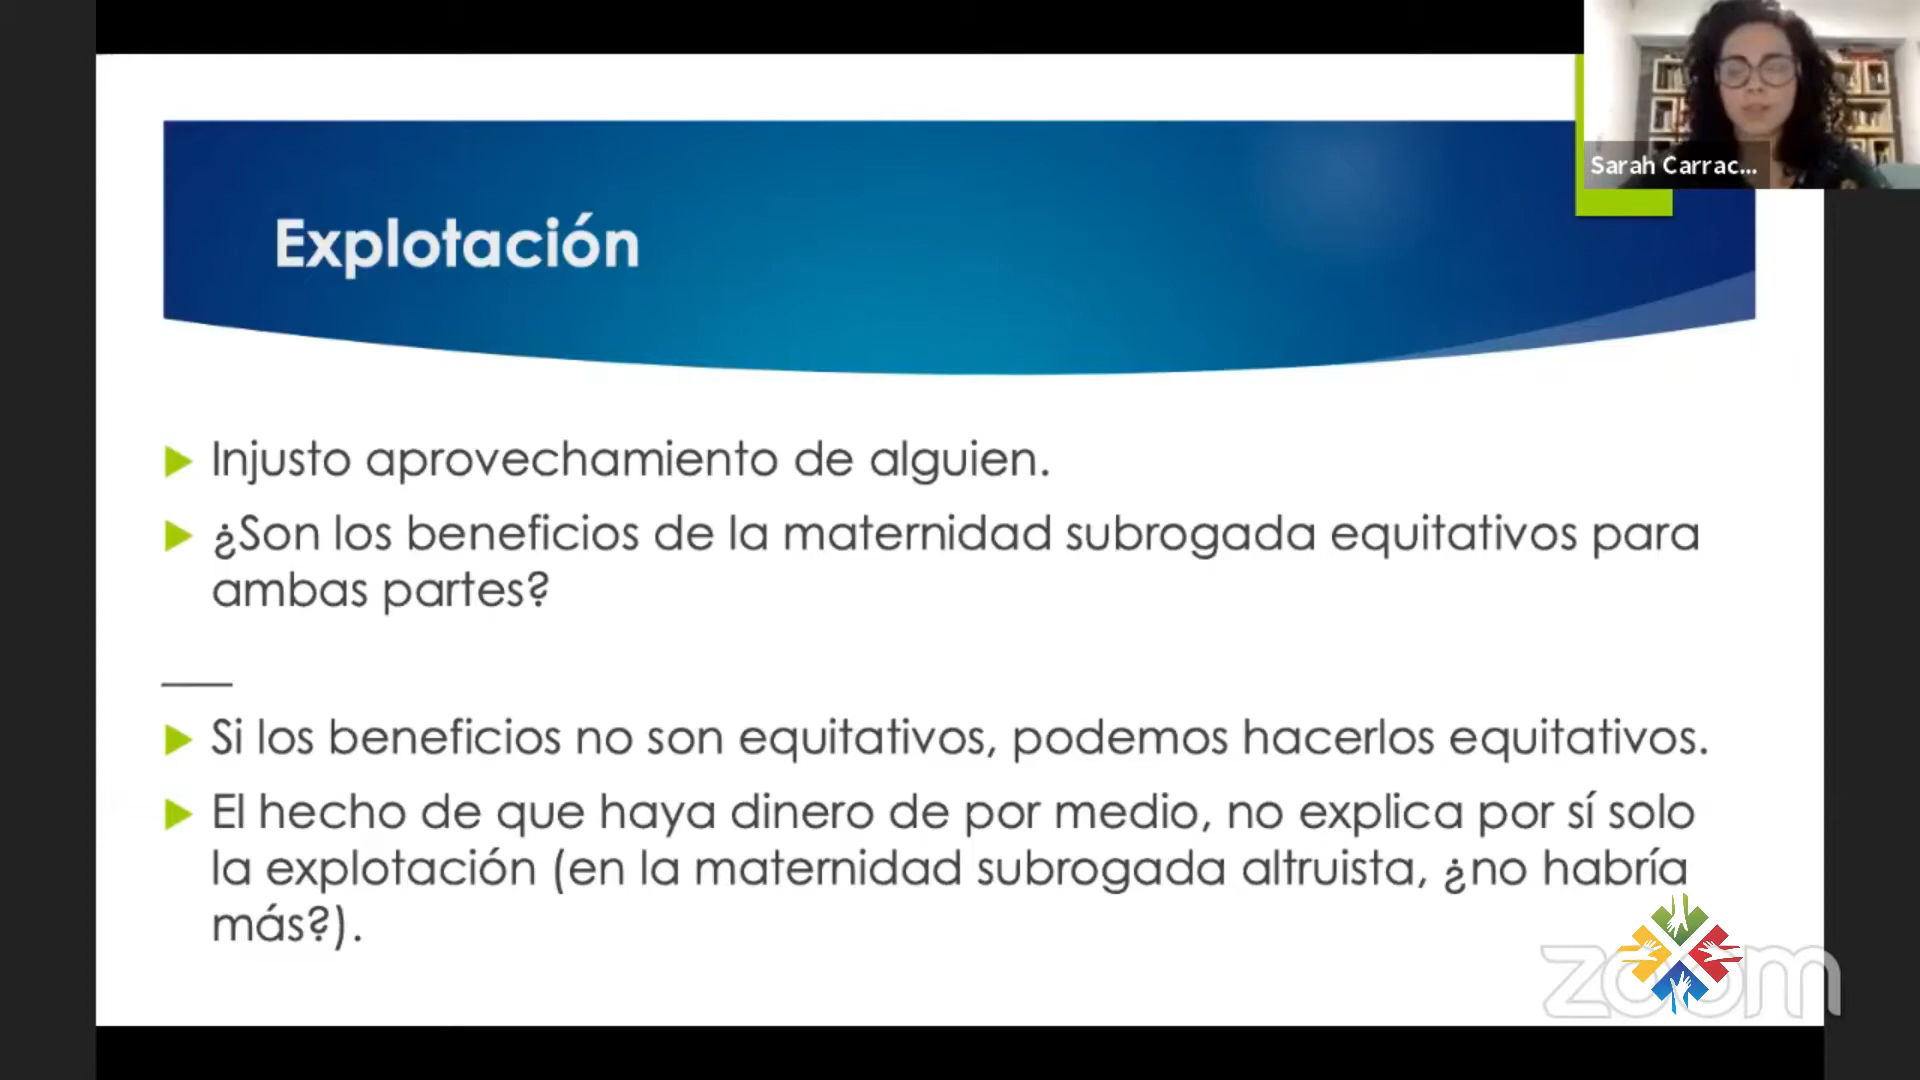 Sarah Carrac...
Explotación
Injusto aprovechamiento de alguien.
¿Son los beneficios de la maternidad subrogada equitativos para
ambas partes?
Si los beneficios no son equitativos, podemos hacerlos equitativos.
El hecho de que haya dinero de por medio, no explica por sí solo
la explotación (en la maternidad subrogada altruista, ¿no habría
más?).
zoom